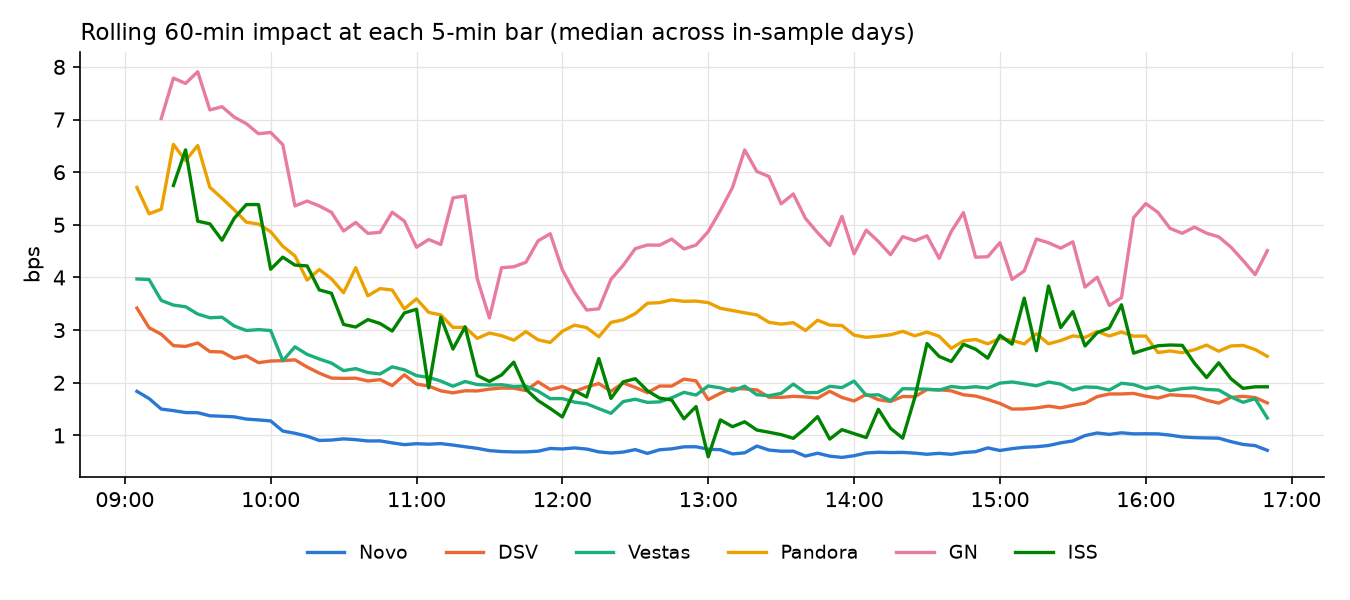 Rolling 60-min impact at each 5-min bar (median across in-sample days)
8
7
6
5
4
3
2
1
bps
09:00 10:00 11:00 12:00 13:00 14:00 15:00 16:00 17:00
Novo DSV Vestas Pandora GN ISS